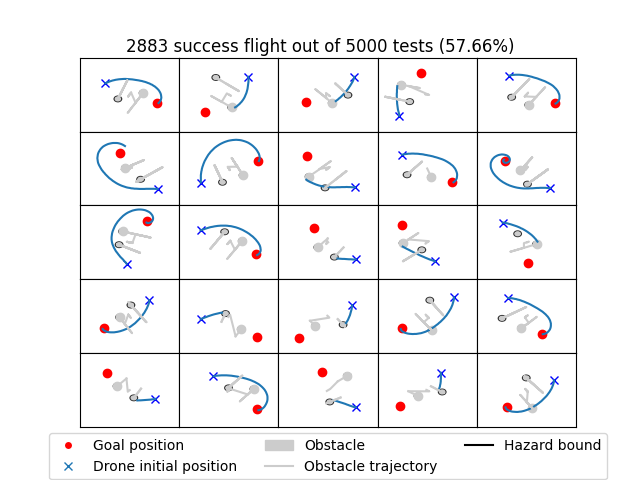 2883 success flight out of 5000 tests (57.66%)
Goal position
Drone initial position
Obstacle
Obstacle trajectory
Hazard bound